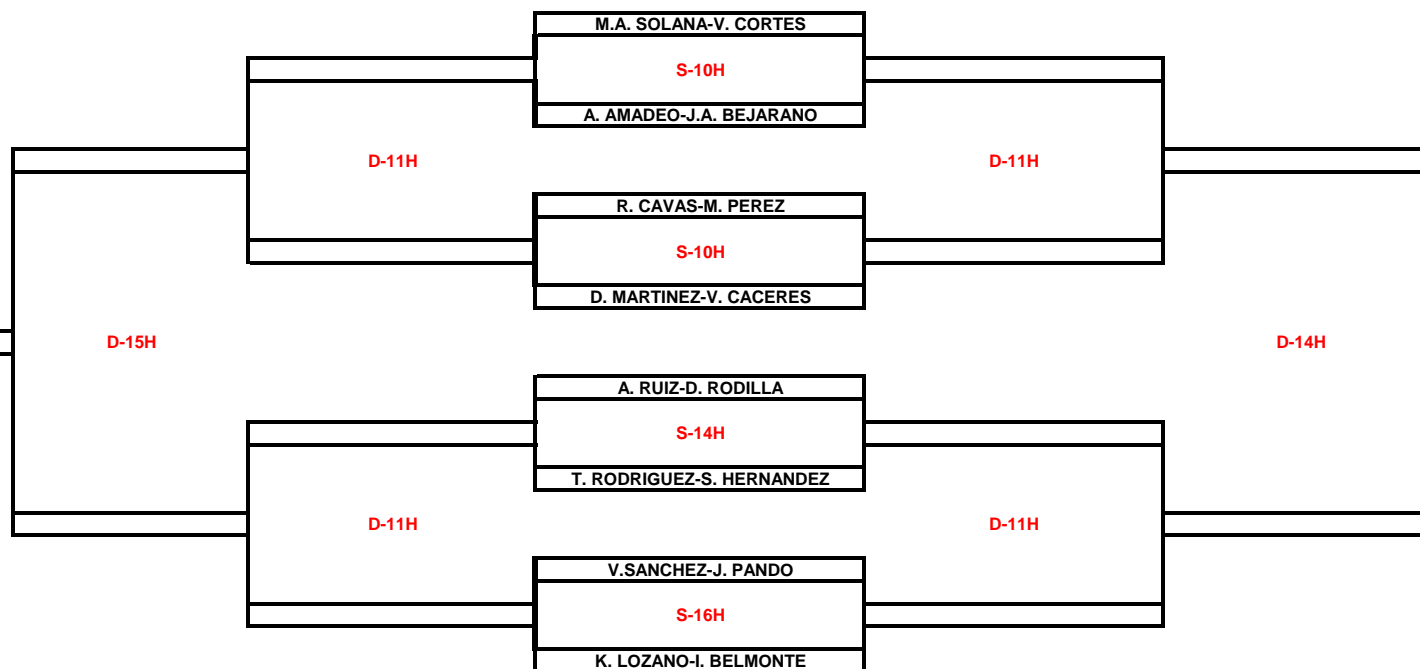 M.A. SOLANA-V. CORTES
S-10H
A. AMADEO-J.A. BEJARANO
D-11H
D-11H
R. CAVAS-M. PEREZ
S-10H
D. MARTINEZ-V. CACERES
D-15H
D-14H
A. RUIZ-D. RODILLA
S-14H
T. RODRIGUEZ-S. HERNANDEZ
D-11H
D-11H
V.SANCHEZ-J. PANDO
S-16H
K. LOZANO-I. BELMONTE